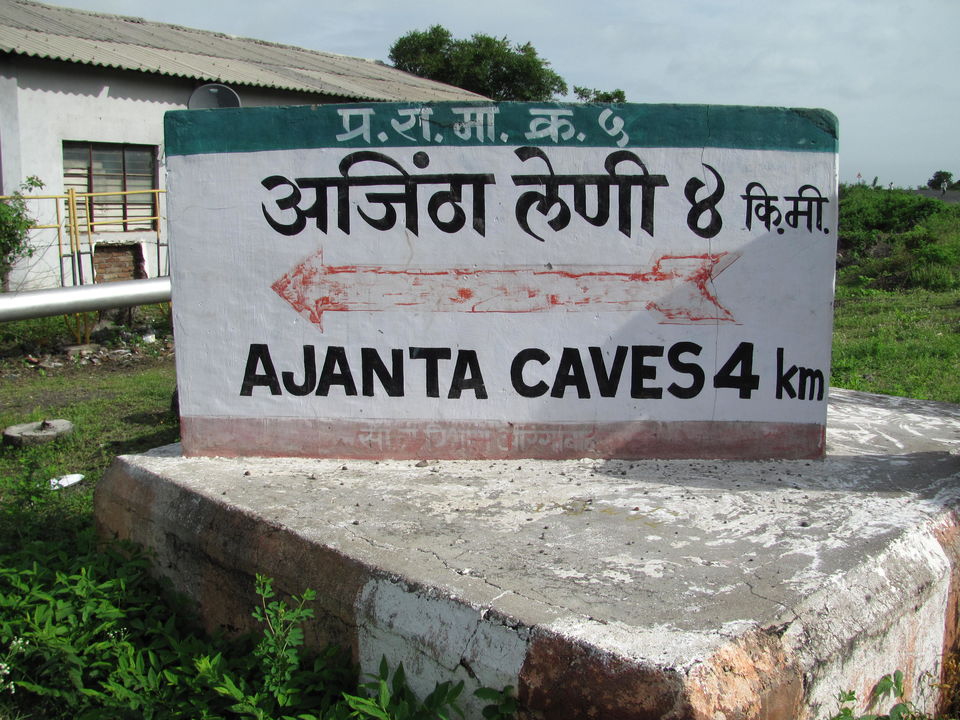 प्र.रा.मा. क्र. ५
अजिंठा लेणी ४ कि.मी.
AJANTA CAVES 4 km